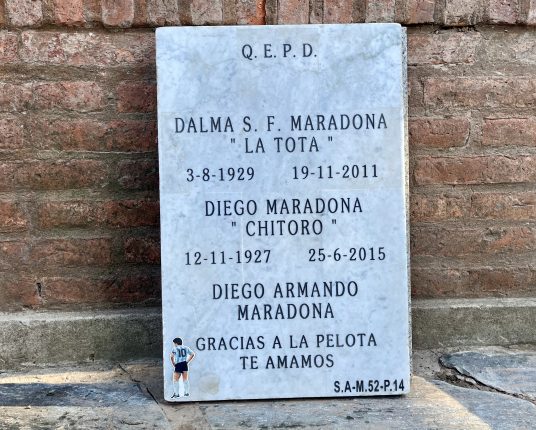 Q. E. P. D.
DALMA S. F. MARADONA
" LA TOTA "
3-8-1929 19-11-2011
DIEGO MARADONA
" CHITORO "
12-11-1927 25-6-2015
DIEGO ARMANDO
MARADONA
GRACIAS A LA PELOTA
TE AMAMOS
10
S.A-M.52-P.14